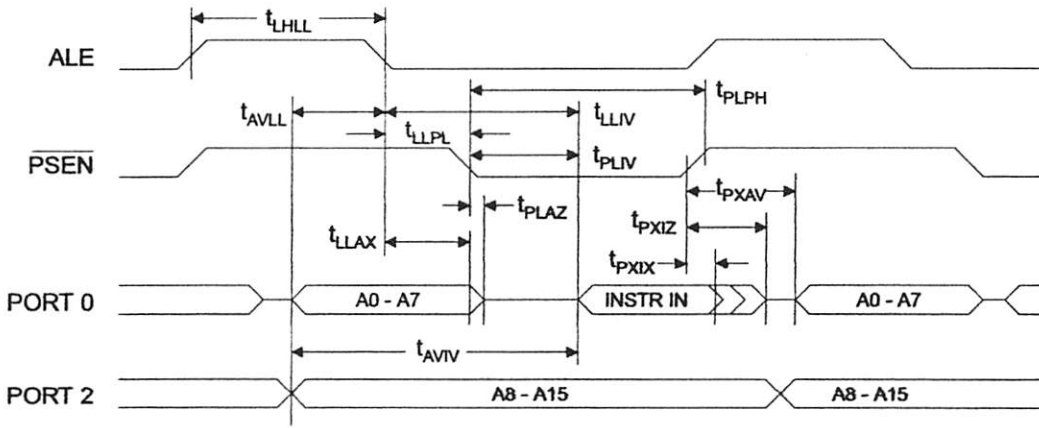 tLHLL
ALE
tPLPH
tAVLL
tLLIV
tLLPL
PSEN
tPLIV
tPXAV
tPLAZ
tPXIZ
tLLAX
tPXIX
PORT 0
A0 - A7
INSTR IN
A0 - A7
tAVIV
PORT 2
A8 - A15
A8 - A15